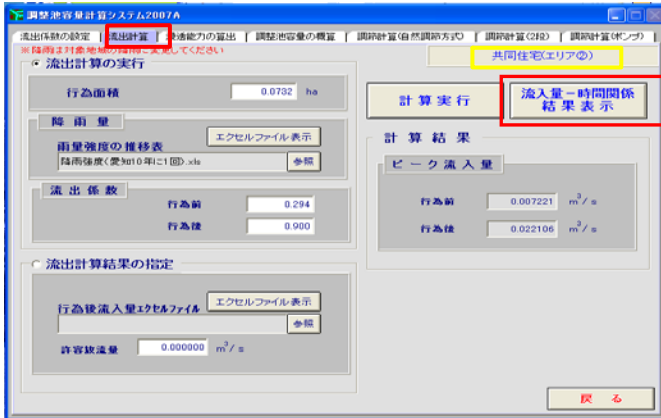 調整池容量計算システム2007A
流出係数の設定 流出計算 浸透能力の算出 調整池容量の概算 調節計算(自然調節方式) 調節計算(2段) 調節計算(ポンプ)
※降雨は対象地域の降雨に変更してください
共同住宅(エリア②)
流出計算の実行
行為面積 0.0732 ha
計算実行
流入量－時間関係
結果表示
降雨量
エクセルファイル表示
雨量強度の推移表
降雨強度(愛知10年に1回).xls 参照
計算結果
ピーク流入量
流出係数
行為前 0.294
行為後 0.900
行為前 0.007221 m3/s
行為後 0.022106 m3/s
流出計算結果の指定
行為後流入量エクセルファイル エクセルファイル表示
参照
許容放流量 0.000000 m3/s
戻る